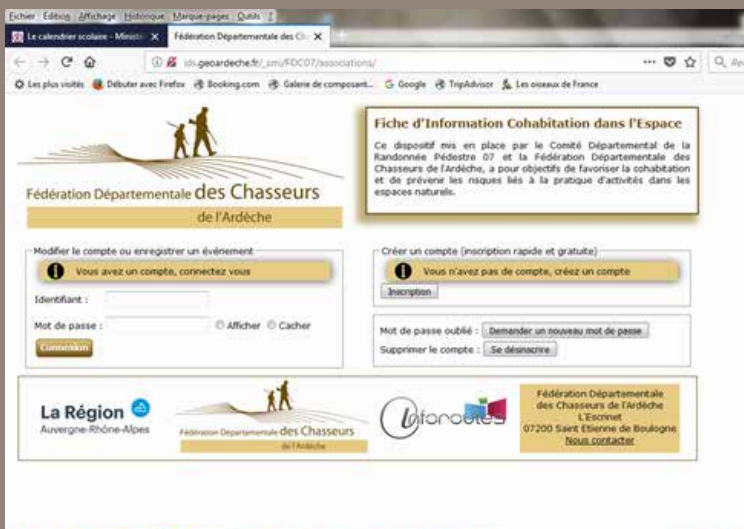 Fichier Édition Affichage Historique Marque-pages Outils ?
Le calendrier scolaire - Ministè
Fédération Départementale des Ch
ids.geoardeche.fr/_smi/FDC07/associations/
Les plus visités Débuter avec Firefox Booking.com Galerie de composant... Google TripAdvisor Les oiseaux de France
Fédération Départementale des Chasseurs
de l'Ardèche
Fiche d'Information Cohabitation dans l'Espace
Ce dispositif mis en place par le Comité Départemental de la
Randonnée Pédestre 07 et la Fédération Départementale des
Chasseurs de l'Ardèche, a pour objectifs de favoriser la cohabitation
et de prévenir les risques liés à la pratique d'activités dans les
espaces naturels.
Modifier le compte ou enregistrer un événement
Vous avez un compte, connectez vous
Identifiant :
Mot de passe : Afficher Cacher
Connexion
Créer un compte (inscription rapide et gratuite)
Vous n'avez pas de compte, créez un compte
Inscription
Mot de passe oublié : Demander un nouveau mot de passe
Supprimer le compte : Se désinscrire
La Région
Auvergne-Rhône-Alpes
Fédération Départementale des Chasseurs
de l'Ardèche
Inforoutes
Fédération Départementale
des Chasseurs de l'Ardèche
L'Escrinet
07200 Saint Etienne de Boulogne
Nous contacter